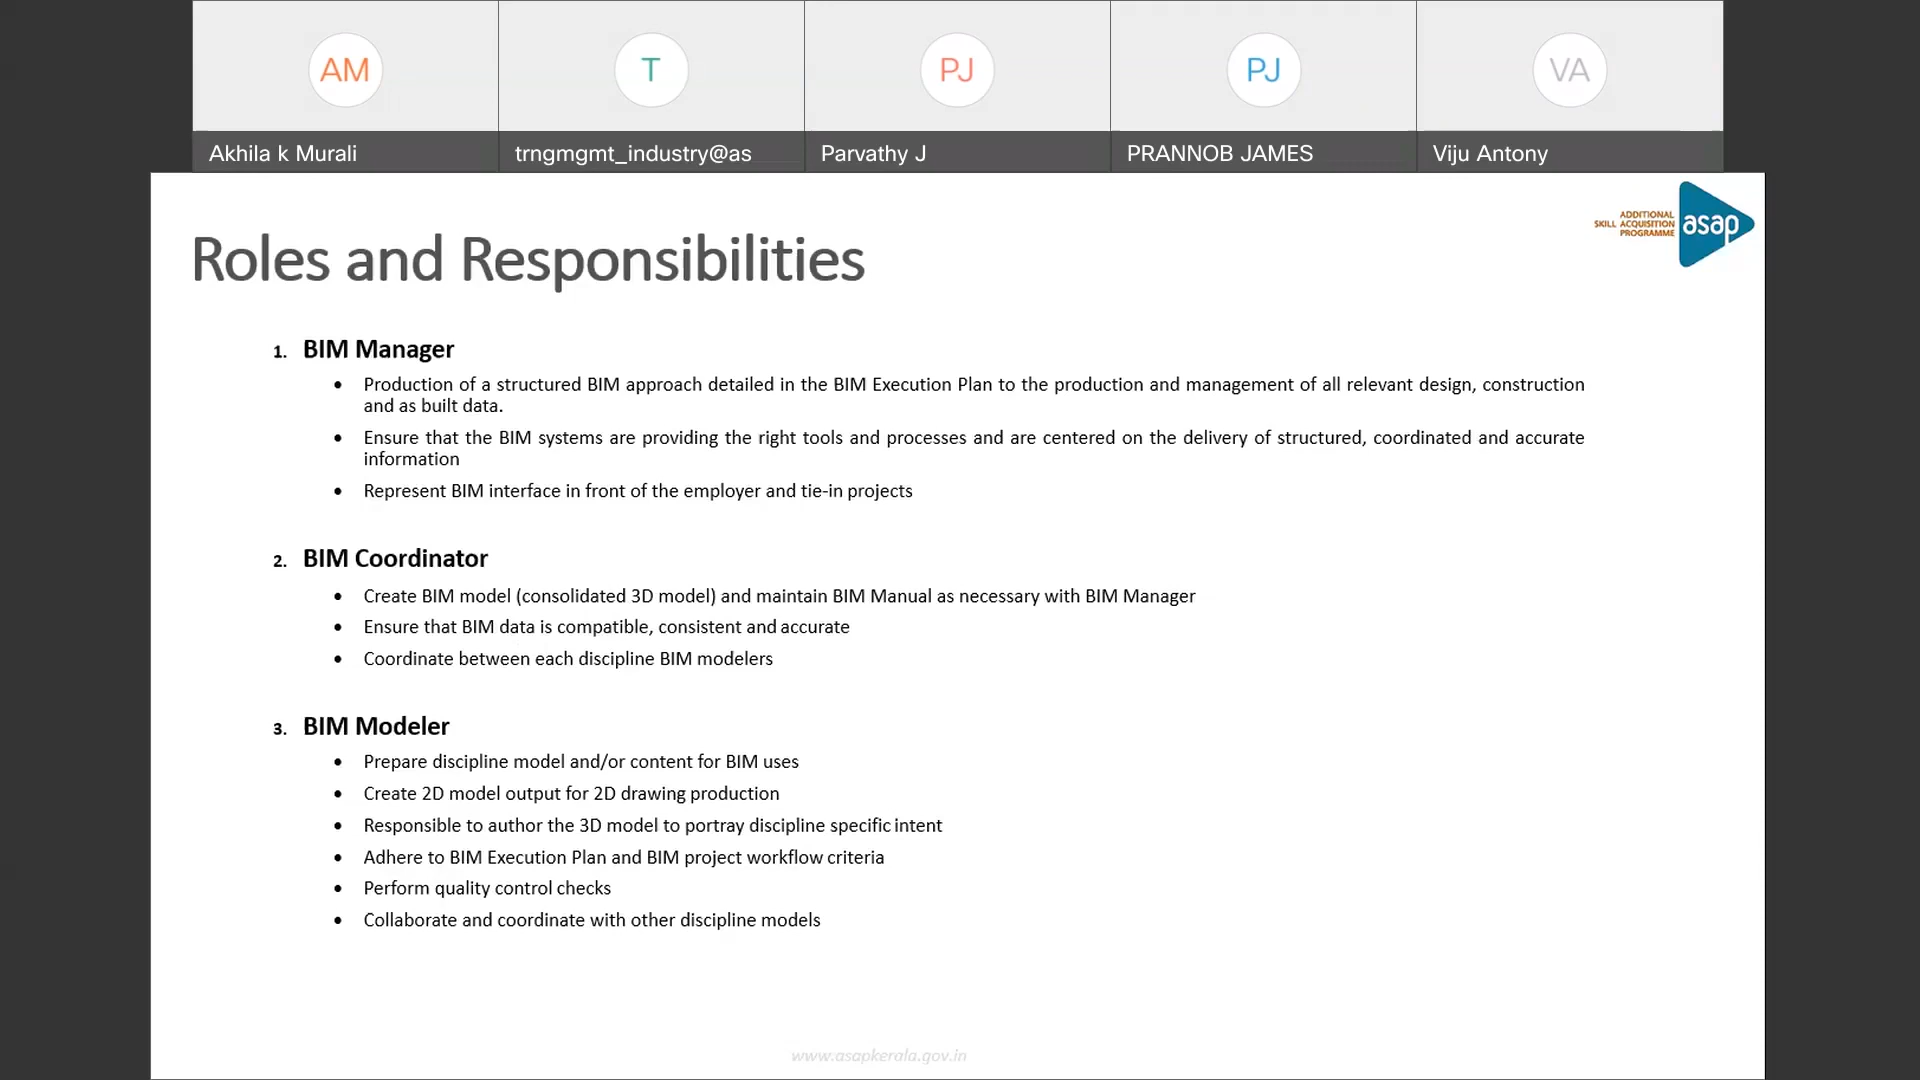 AM
T
PJ
PJ
VA
Akhila k Murali
trngmgmt_industry@as
Parvathy J
PRANNOB JAMES
Viju Antony
ADDITIONAL
SKILL ACQUISITION
PROGRAMME
asap
Roles and Responsibilities
1. BIM Manager
• Production of a structured BIM approach detailed in the BIM Execution Plan to the production and management of all relevant design, construction
and as built data.
• Ensure that the BIM systems are providing the right tools and processes and are centered on the delivery of structured, coordinated and accurate
information
• Represent BIM interface in front of the employer and tie-in projects
2. BIM Coordinator
• Create BIM model (consolidated 3D model) and maintain BIM Manual as necessary with BIM Manager
• Ensure that BIM data is compatible, consistent and accurate
• Coordinate between each discipline BIM modelers
3. BIM Modeler
• Prepare discipline model and/or content for BIM uses
• Create 2D model output for 2D drawing production
• Responsible to author the 3D model to portray discipline specific intent
• Adhere to BIM Execution Plan and BIM project workflow criteria
• Perform quality control checks
• Collaborate and coordinate with other discipline models
www.asapkerala.gov.in